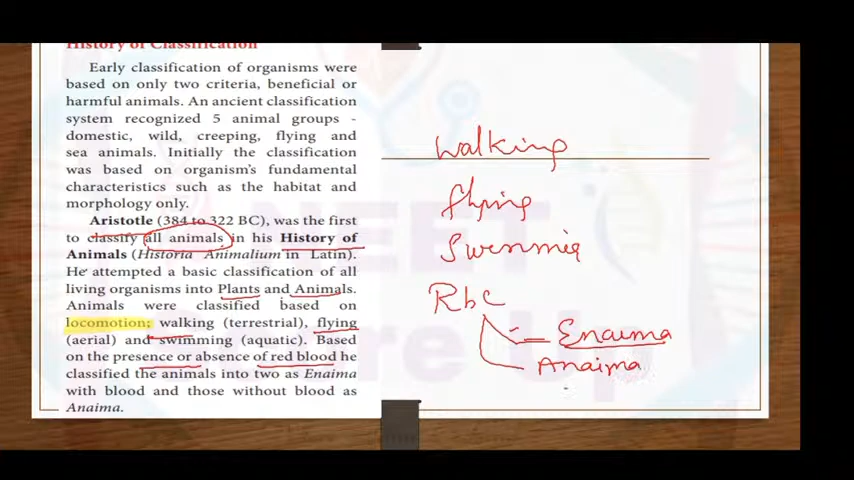 History of Classification
Early classification of organisms were
based on only two criteria, beneficial or
harmful animals. An ancient classification
system recognized 5 animal groups -
domestic, wild, creeping, flying and
sea animals. Initially the classification
was based on organism's fundamental
characteristics such as the habitat and
morphology only.
Aristotle (384 to 322 BC), was the first
to classify all animals in his History of
Animals (Historia Animalium in Latin).
He attempted a basic classification of all
living organisms into Plants and Animals.
Animals were classified based on
locomotion; walking (terrestrial), flying
(aerial) and swimming (aquatic). Based
on the presence or absence of red blood he
classified the animals into two as Enaima
with blood and those without blood as
Anaima.
walking
flying
Rbc
Enaima
Anaima
NEET